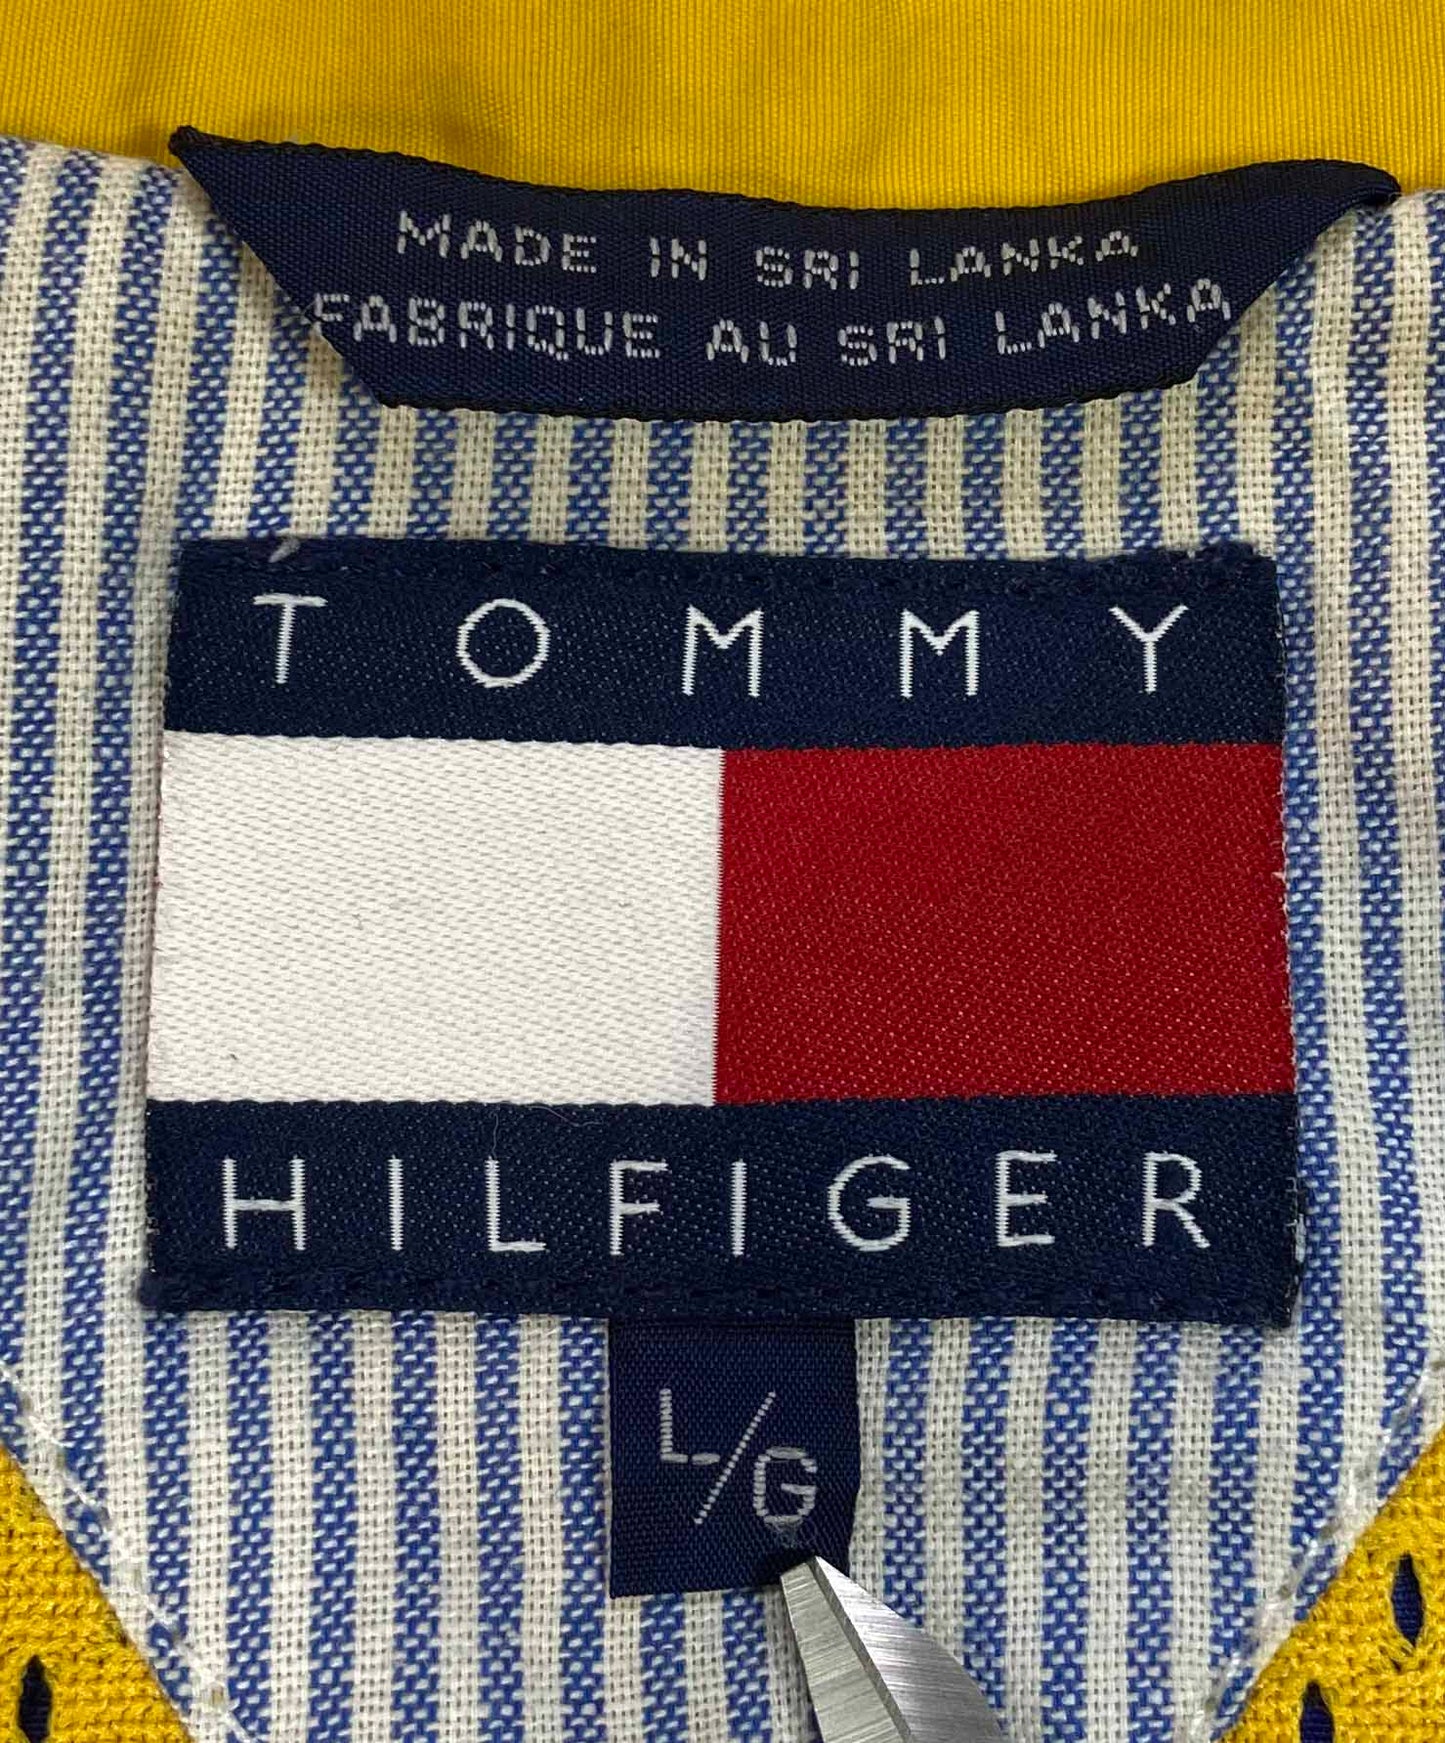 MADE IN SRI LANKA
FABRIQUE AU SRI LANKA
TOMMY
HILFIGER
L/G